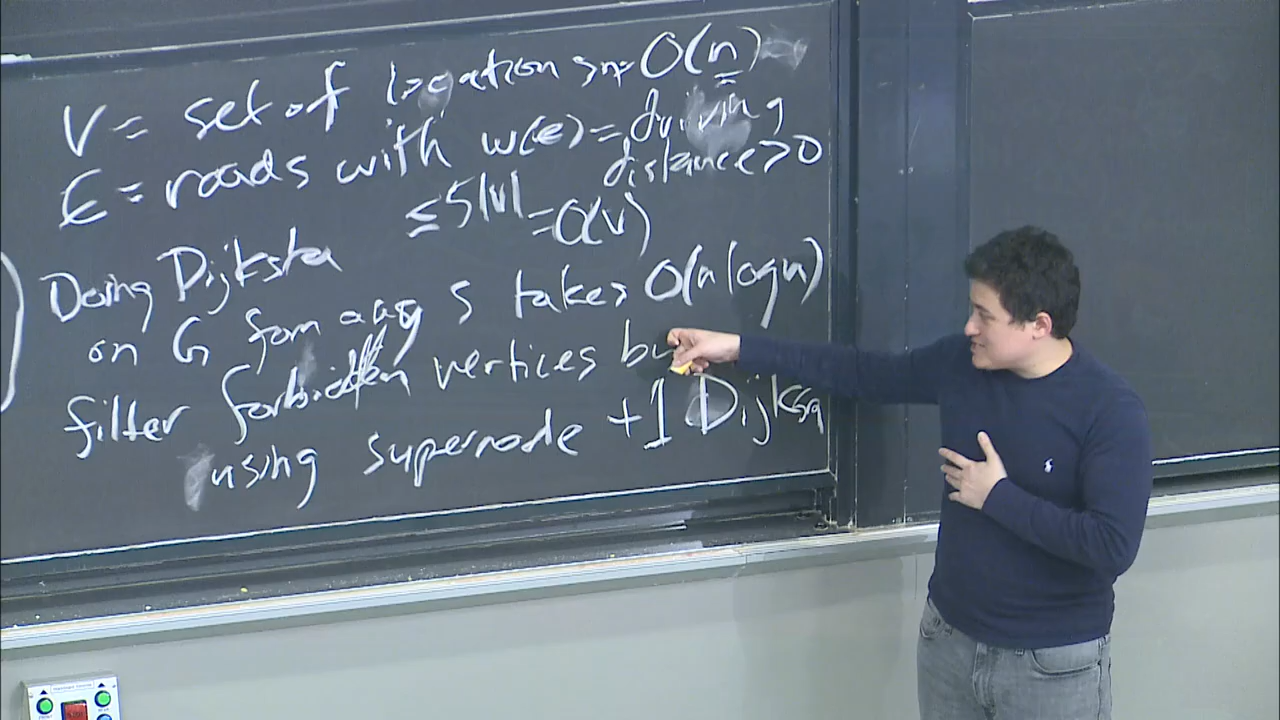 V = set of locations n = O(n)
E = roads with w(e) = driving distance > 0
≤ 5|V| = O(V)
Doing Dijkstra
on G from s takes O(n log n)
filter forbidden vertices by
using supernode +1 Dijkstra